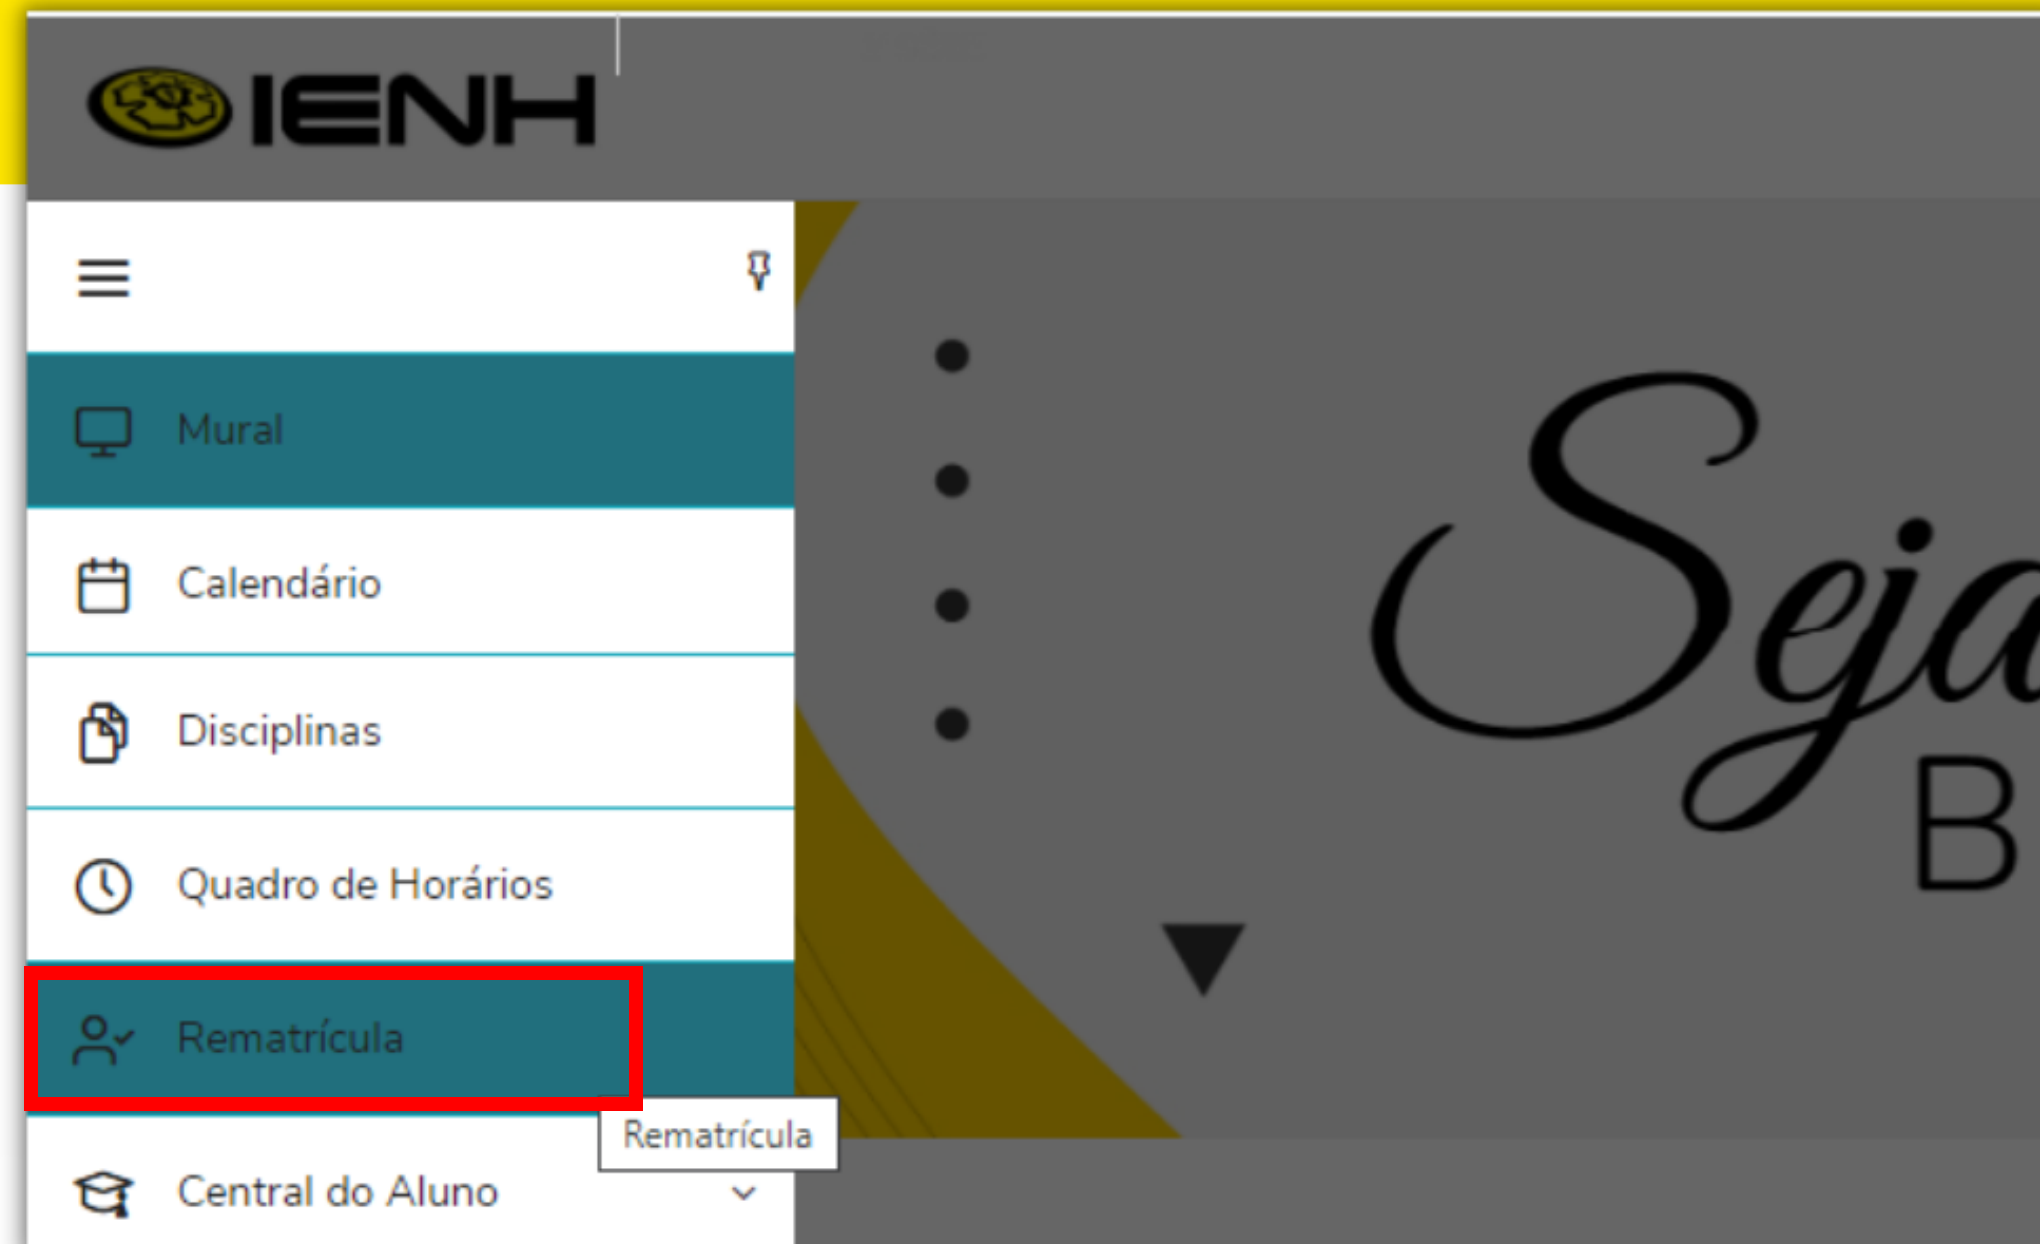 IENH
Mural
Calendário
Disciplinas
Quadro de Horários
Rematrícula
Rematrícula
Central do Aluno
Seja
B